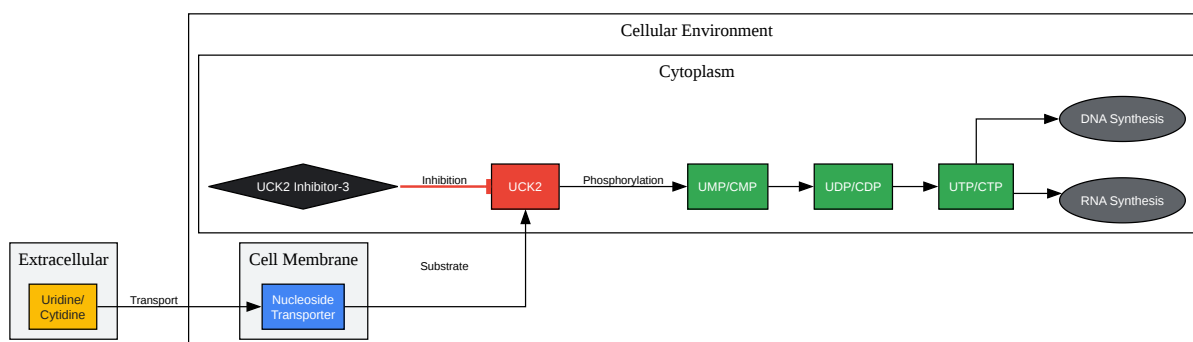 Cellular Environment
Cytoplasm
DNA Synthesis
UCK2 Inhibitor-3
Inhibition
UCK2
Phosphorylation
UMP/CMP
UDP/CDP
UTP/CTP
RNA Synthesis
Extracellular
Uridine/
Cytidine
Transport
Cell Membrane
Nucleoside
Transporter
Substrate